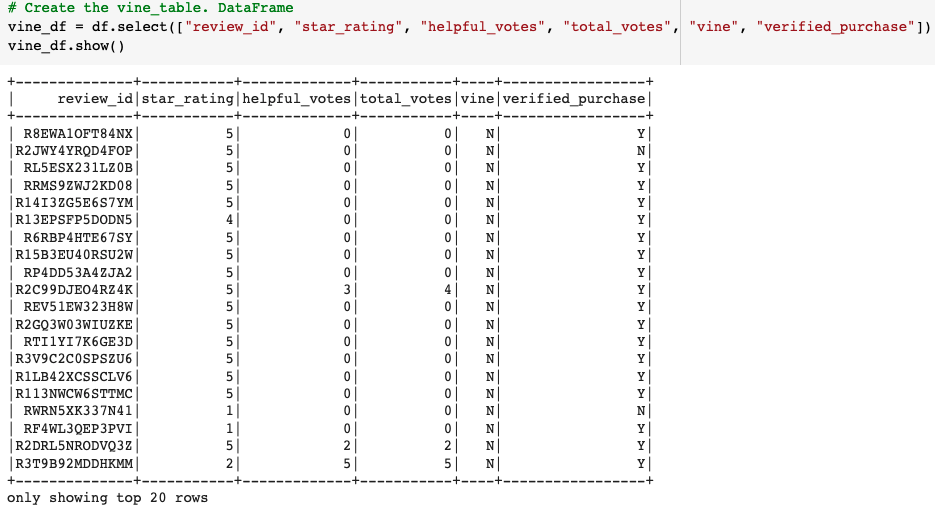 # Create the vine_table. DataFrame
vine_df = df.select(["review_id", "star_rating", "helpful_votes", "total_votes", "vine", "verified_purchase"])
vine_df.show()
+--------------+-----------+-------------+-----------+----+-----------------+
|     review_id|star_rating|helpful_votes|total_votes|vine|verified_purchase|
+--------------+-----------+-------------+-----------+----+-----------------+
| R8EWA1OFT84NX|          5|            0|          0|   N|                Y|
|R2JWY4YRQD4FOP|          5|            0|          0|   N|                N|
| RL5ESX231LZ0B|          5|            0|          0|   N|                Y|
| RRMS9ZWJ2KD08|          5|            0|          0|   N|                Y|
|R14I3ZG5E6S7YM|          5|            0|          0|   N|                Y|
|R13EPSFP5DODN5|          4|            0|          0|   N|                Y|
| R6RBP4HTE67SY|          5|            0|          0|   N|                Y|
|R15B3EU40RSU2W|          5|            0|          0|   N|                Y|
| RP4DD53A4ZJA2|          5|            0|          0|   N|                Y|
|R2C99DJEO4RZ4K|          5|            3|          4|   N|                Y|
| REV51EW323H8W|          5|            0|          0|   N|                Y|
|R2GQ3W03WIUZKE|          5|            0|          0|   N|                Y|
| RTI1YI7K6GE3D|          5|            0|          0|   N|                Y|
|R3V9C2C0SPSZU6|          5|            0|          0|   N|                Y|
|R1LB42XCSSCLV6|          5|            0|          0|   N|                Y|
|R113NWCW6STTMC|          5|            0|          0|   N|                Y|
| RWRN5XK337N41|          1|            0|          0|   N|                N|
| RF4WL3QEP3PVI|          1|            0|          0|   N|                Y|
|R2DRL5NRODVQ3Z|          5|            2|          2|   N|                Y|
|R3T9B92MDDHKMM|          2|            5|          5|   N|                Y|
+--------------+-----------+-------------+-----------+----+-----------------+
only showing top 20 rows